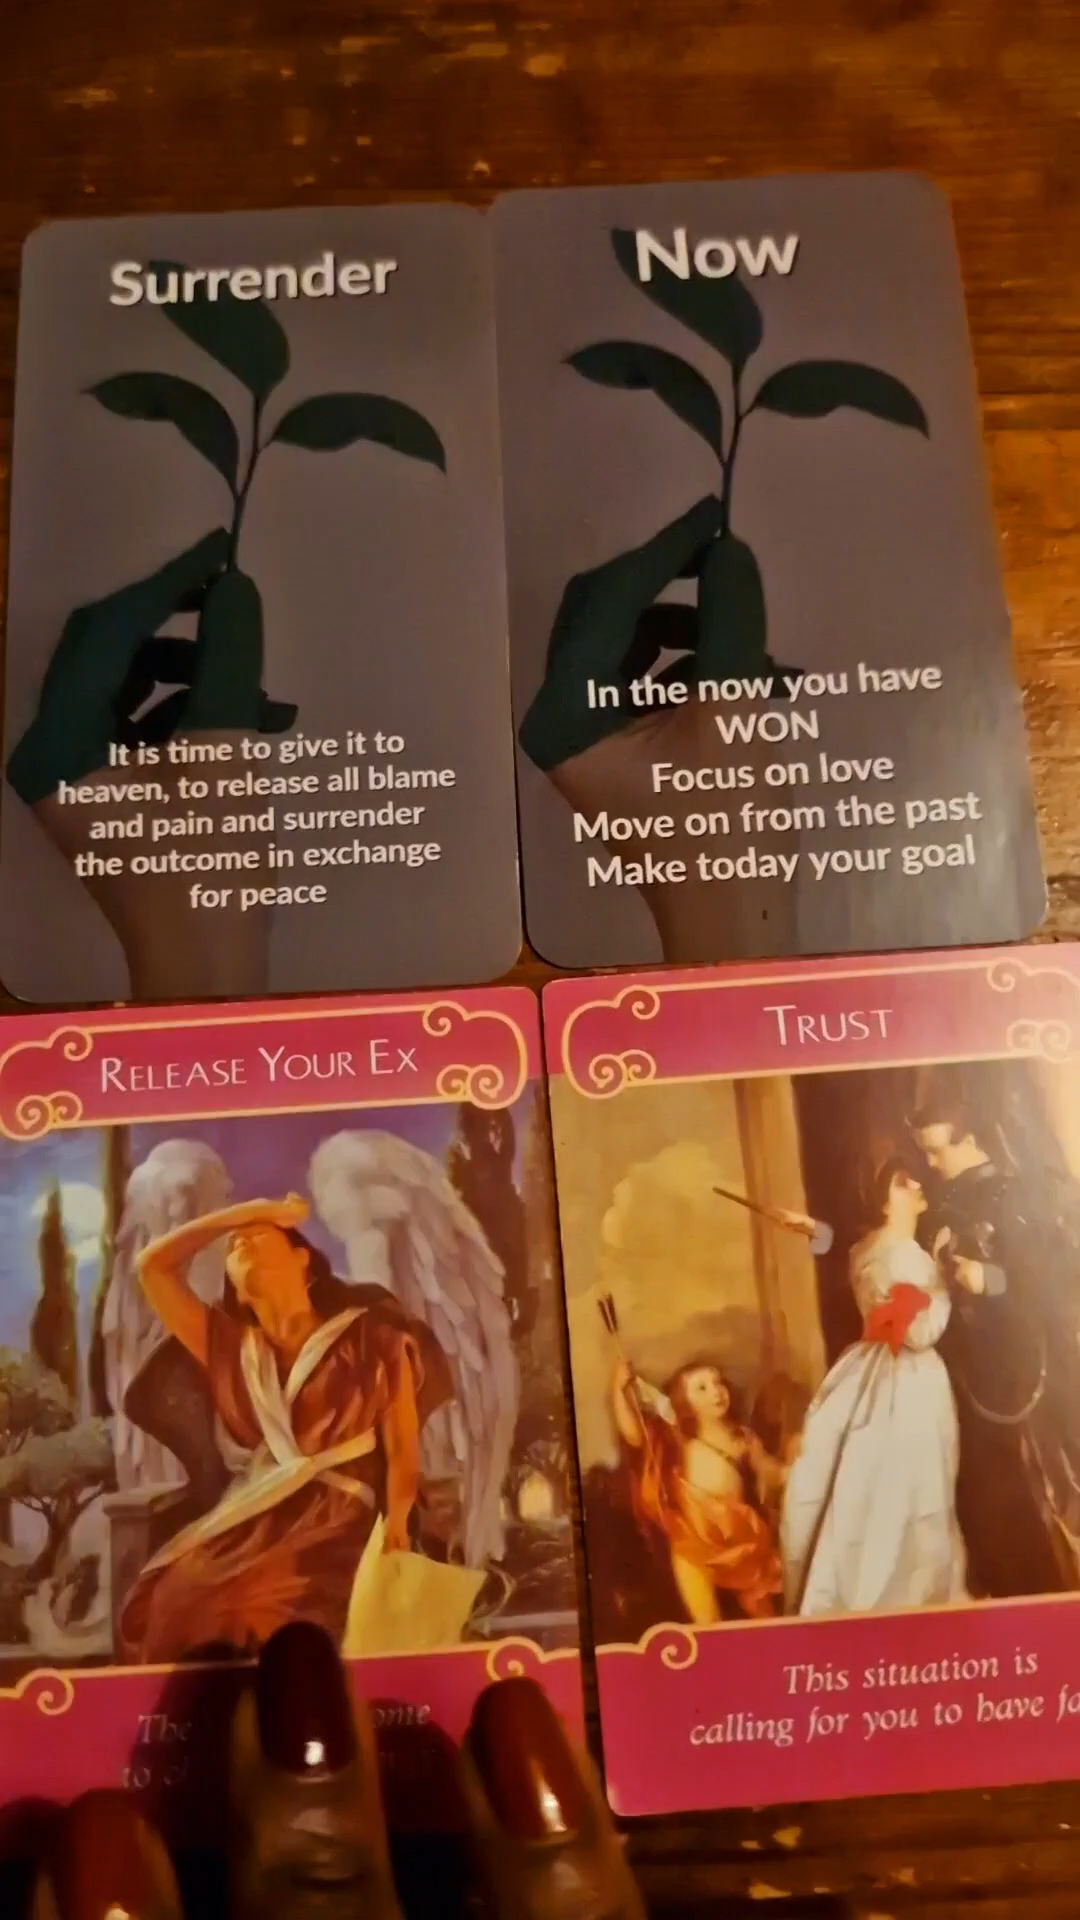 Surrender
It is time to give it to
heaven, to release all blame
and pain and surrender
the outcome in exchange
for peace
Now
In the now you have
WON
Focus on love
Move on from the past
Make today your goal
RELEASE YOUR EX
The
to
TRUST
This situation is
calling for you to have